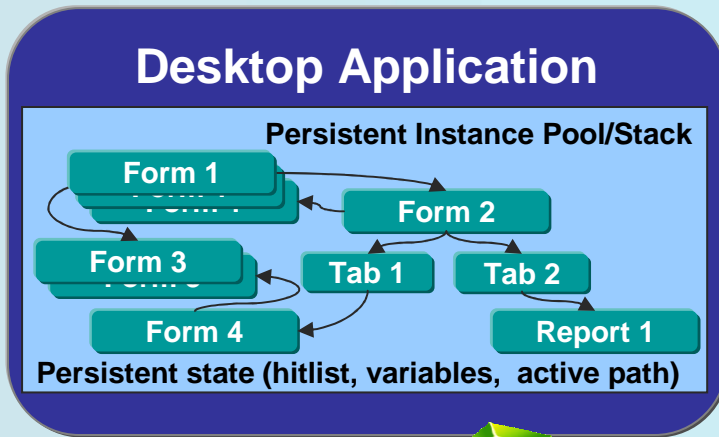 Desktop Application
Persistent Instance Pool/Stack
Form 1
Form 2
Form 3
Tab 1
Tab 2
Form 4
Report 1
Persistent state (hitlist, variables, active path)